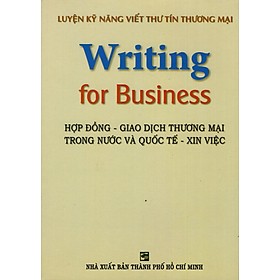 LUYỆN KỸ NĂNG VIẾT THƯ TÍN THƯƠNG MẠI
Writing
for Business
HỢP ĐỒNG - GIAO DỊCH THƯƠNG MẠI
TRONG NƯỚC VÀ QUỐC TẾ - XIN VIỆC
NHÀ XUẤT BẢN THÀNH PHỐ HỒ CHÍ MINH